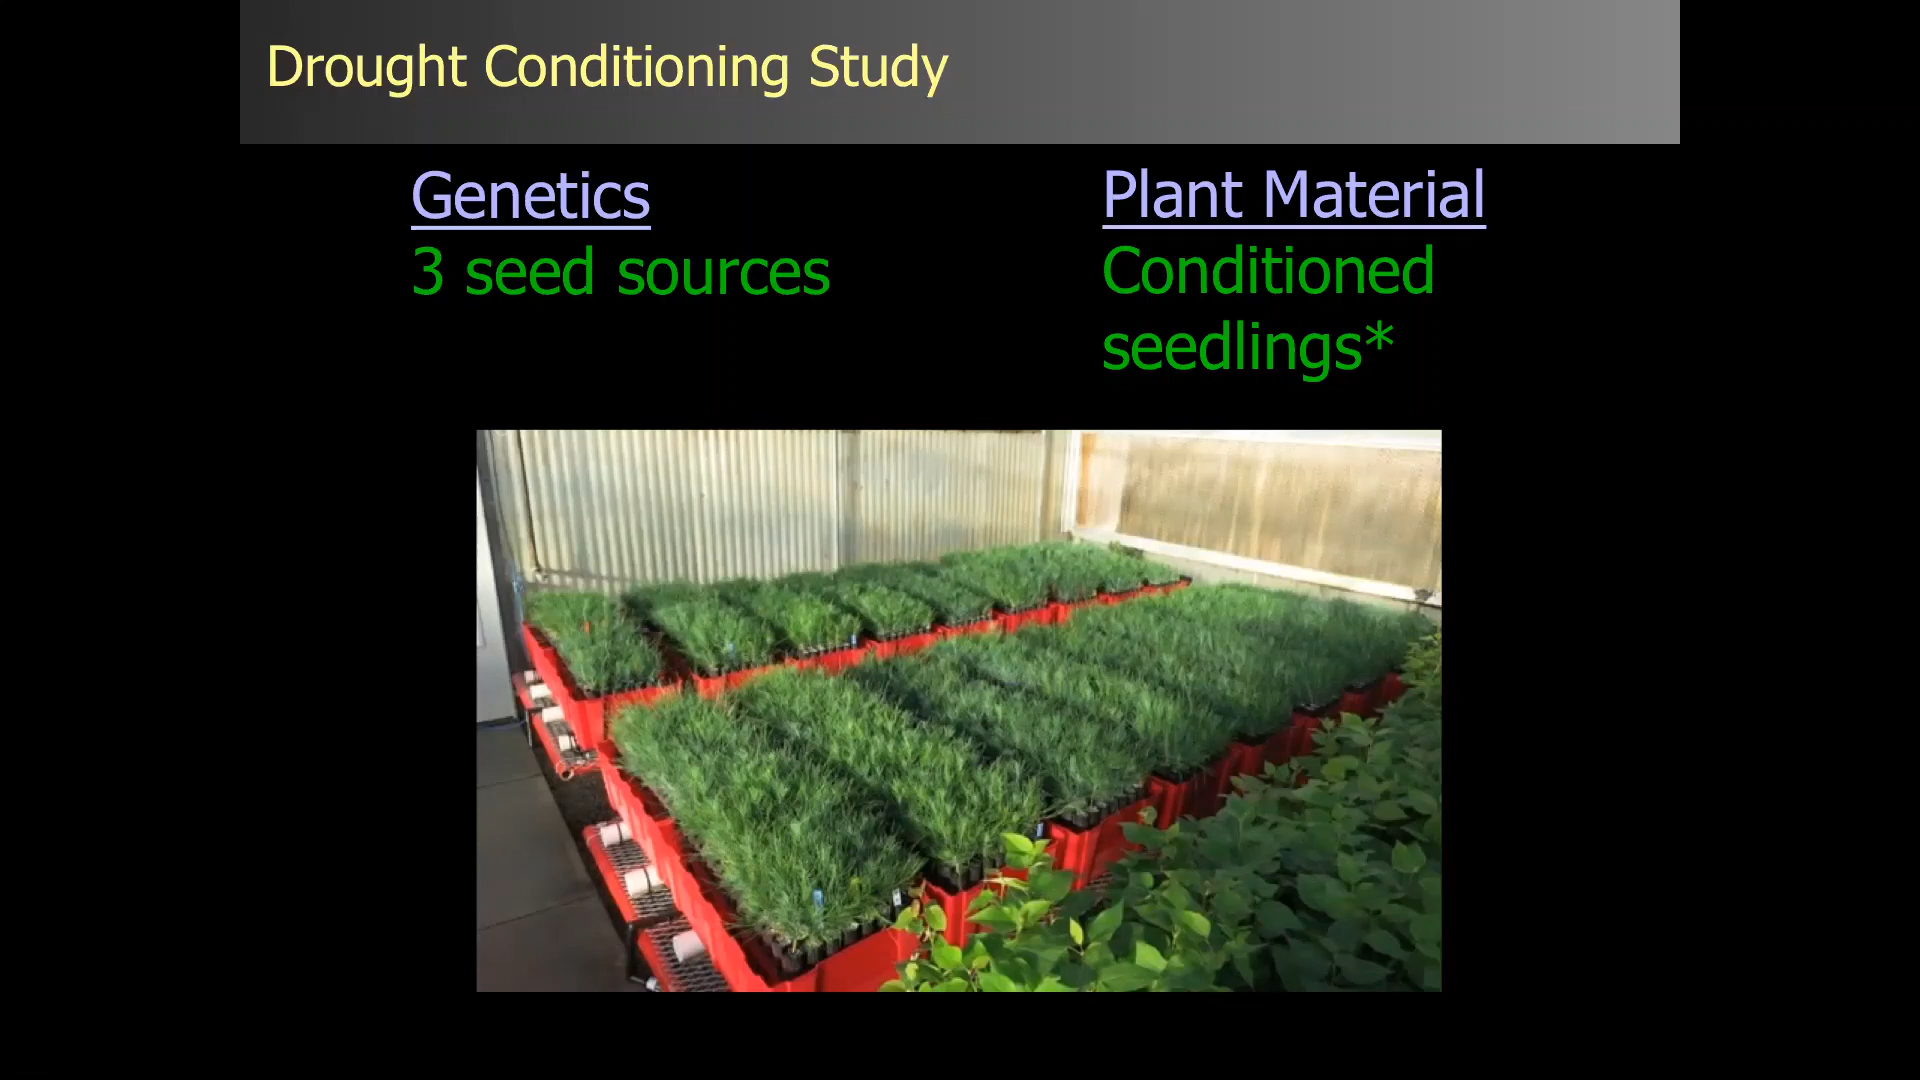 Drought Conditioning Study
Genetics
3 seed sources
Plant Material
Conditioned
seedlings*